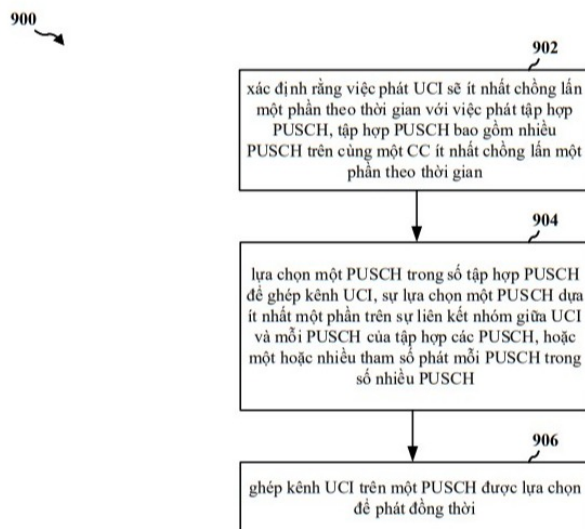 900
902
xác định rằng việc phát UCI sẽ ít nhất chồng lấn
một phần theo thời gian với việc phát tập hợp
PUSCH, tập hợp PUSCH bao gồm nhiều
PUSCH trên cùng một CC ít nhất chồng lấn một
phần theo thời gian
904
lựa chọn một PUSCH trong số tập hợp PUSCH
để ghép kênh UCI, sự lựa chọn một PUSCH dựa
ít nhất một phần trên sự liên kết nhóm giữa UCI
và mỗi PUSCH của tập hợp các PUSCH, hoặc
một hoặc nhiều tham số phát mỗi PUSCH trong
số nhiều PUSCH
906
ghép kênh UCI trên một PUSCH được lựa chọn
để phát đồng thời